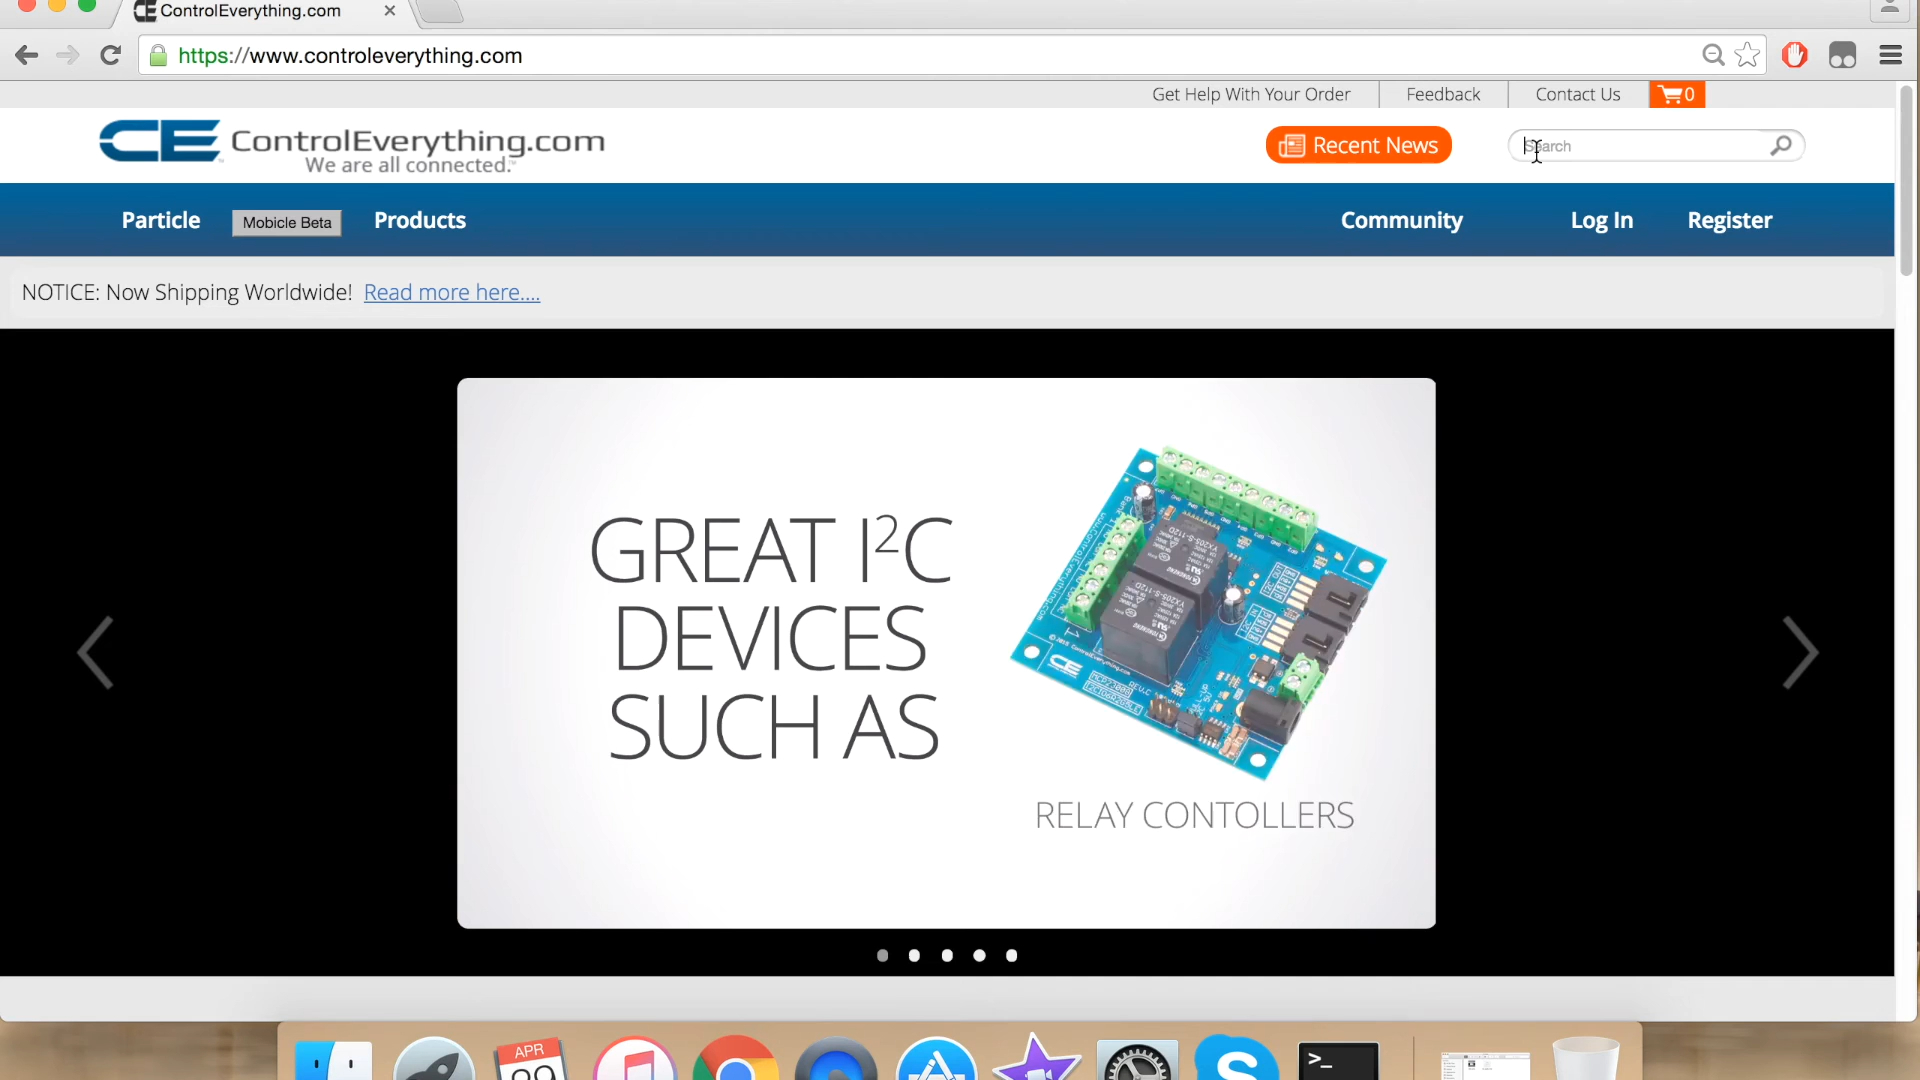 ControlEverything.com
https://www.controleverything.com
Get Help With Your Order
Feedback
Contact Us
0
CE ControlEverything.com
We are all connected.™
Recent News
Search
Particle
Mobicle Beta
Products
Community
Log In
Register
NOTICE: Now Shipping Worldwide! Read more here....
GREAT I²C
DEVICES
SUCH AS
RELAY CONTOLLERS
APR